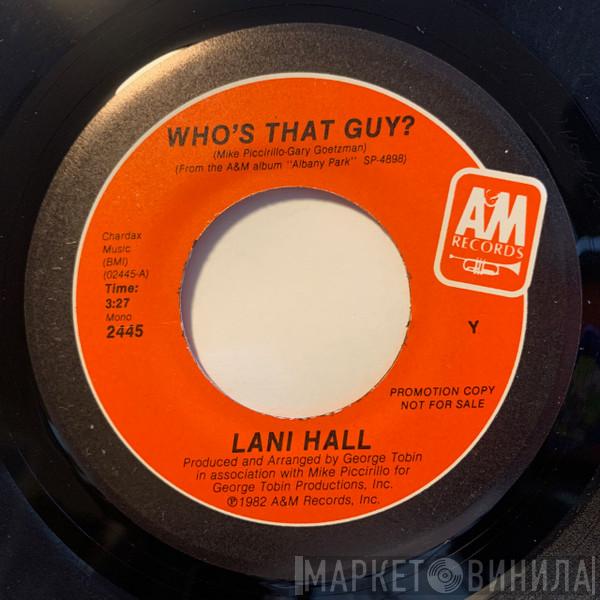 WHO'S THAT GUY?
(Mike Piccirillo-Gary Goetzman)
(From the A&M album "Albany Park" SP-4898)
A&M
RECORDS
Chardax
Music
(BMI)
(02445-A)
Time:
3:27
Mono
2445
Y
PROMOTION COPY
NOT FOR SALE
LANI HALL
Produced and Arranged by George Tobin
in association with Mike Piccirillo for
George Tobin Productions, Inc.
℗1982 A&M Records, Inc.
МАРКЕТ ВИНИЛА